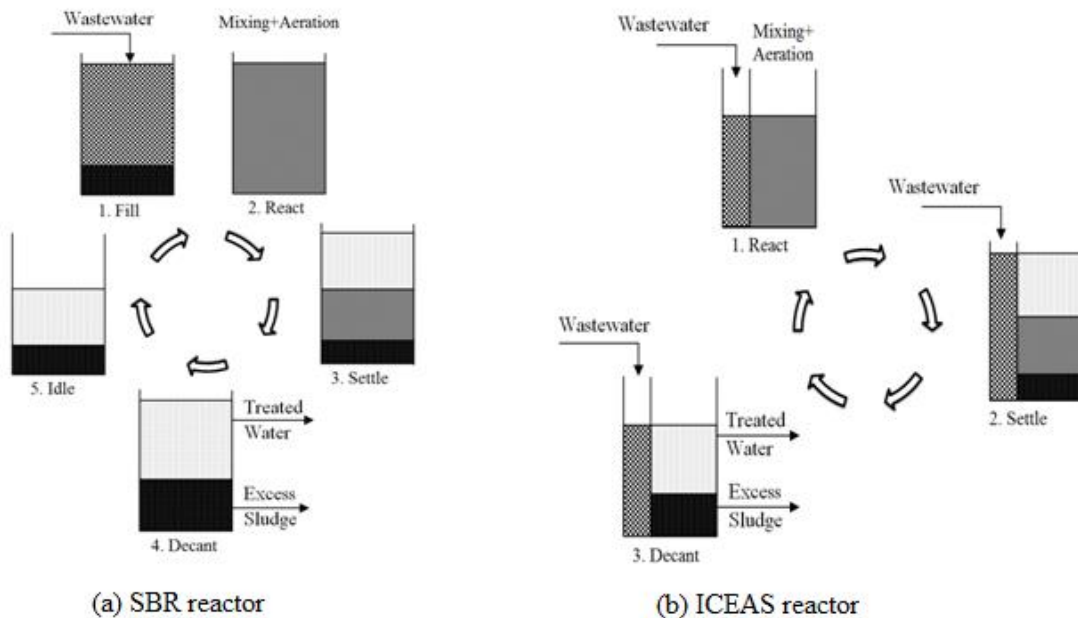 Wastewater
Mixing+Aeration
1. Fill
2. React
3. Settle
Treated
Water
Excess
Sludge
4. Decant
5. Idle
(a) SBR reactor
Wastewater
Mixing+
Aeration
1. React
Wastewater
2. Settle
Wastewater
Treated
Water
Excess
Sludge
3. Decant
(b) ICEAS reactor